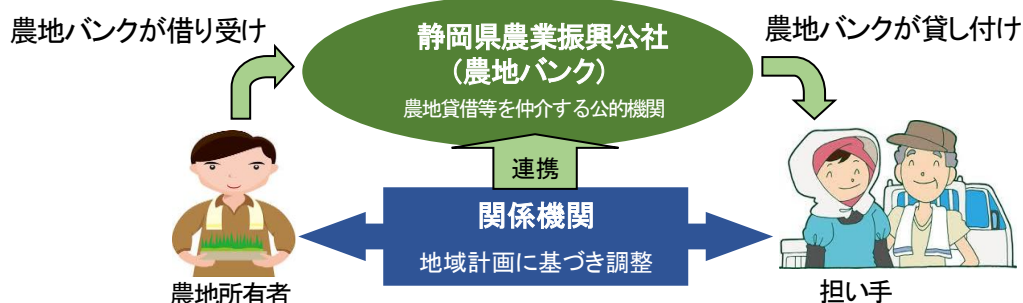 農地バンクが借り受け
静岡県農業振興公社
(農地バンク)
農地貸借等を仲介する公的機関
農地バンクが貸し付け
連携
関係機関
地域計画に基づき調整
農地所有者
担い手